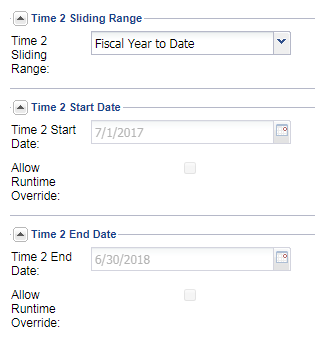 Time 2 Sliding Range
Time 2
Sliding
Range:
Fiscal Year to Date
Time 2 Start Date
Time 2 Start
Date:
7/1/2017
Allow
Runtime
Override:
Time 2 End Date
Time 2 End
Date:
6/30/2018
Allow
Runtime
Override: